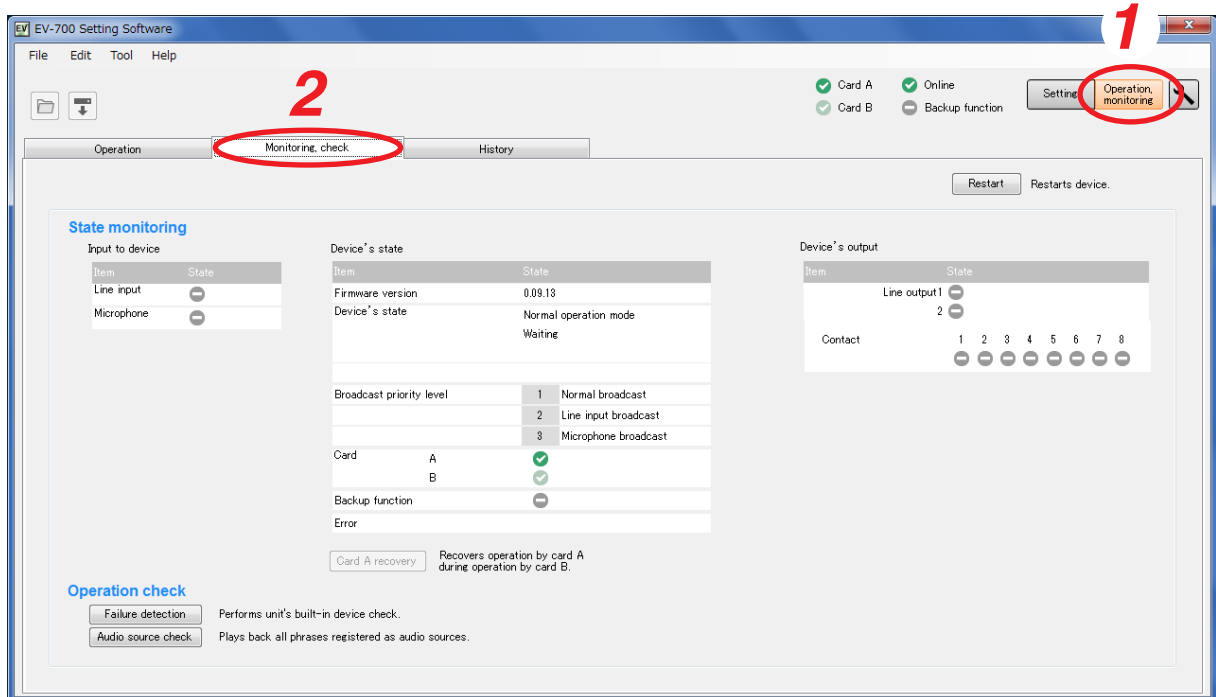 EV EV-700 Setting Software
1
File Edit Tool Help
2
Card A Online
Card B Backup function
Setting Operation, monitoring
Operation Monitoring, check History
Restart Restarts device.
State monitoring
Input to device
Item State
Line input
Microphone
Device's state
Item State
Firmware version 0.09.13
Device's state Normal operation mode
Waiting
Broadcast priority level 1 Normal broadcast
2 Line input broadcast
3 Microphone broadcast
Card A
B
Backup function
Error
Card A recovery Recovers operation by card A
during operation by card B.
Device's output
Item State
Line output1
2
Contact 1 2 3 4 5 6 7 8
Operation check
Failure detection Performs unit's built-in device check.
Audio source check Plays back all phrases registered as audio sources.